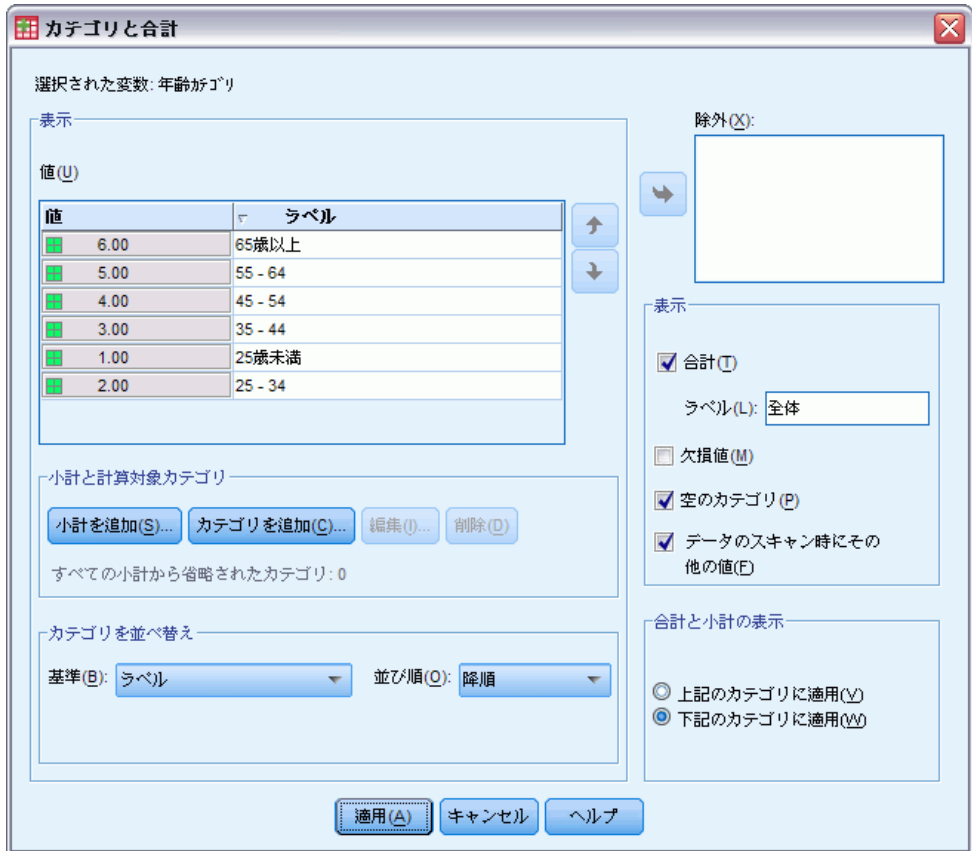 カテゴリと合計
選択された変数: 年齢カテゴリ
表示
値(U)
値 ラベル
6.00 65歳以上
5.00 55 - 64
4.00 45 - 54
3.00 35 - 44
1.00 25歳未満
2.00 25 - 34
小計と計算対象カテゴリ
小計を追加(S)... カテゴリを追加(C)... 編集(I)... 削除(D)
すべての小計から省略されたカテゴリ: 0
カテゴリを並べ替え
基準(B): ラベル 並び順(O): 降順
除外(X):
表示
合計(T)
ラベル(L): 全体
欠損値(M)
空のカテゴリ(P)
データのスキャン時にその
他の値(F)
合計と小計の表示
上記のカテゴリに適用(V)
下記のカテゴリに適用(W)
適用(A) キャンセル ヘルプ